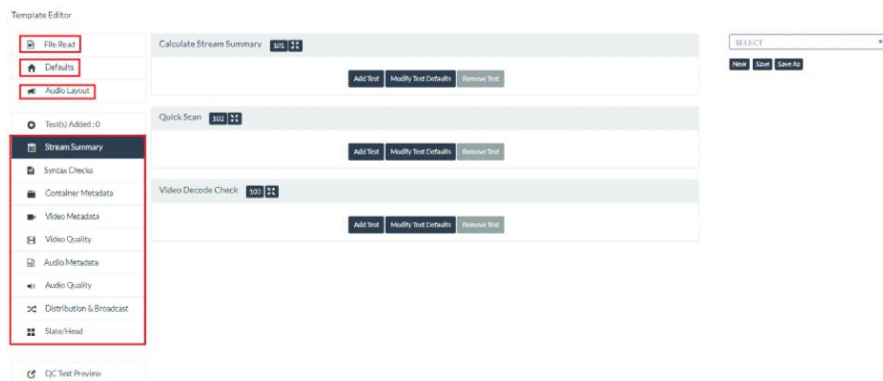 Template Editor
File Read
Defaults
Audio Layout
Test(s) Added : 0
Stream Summary
Syntax Checks
Container Metadata
Video Metadata
Video Quality
Audio Metadata
Audio Quality
Distribution & Broadcast
Slate/Head
QC Test Preview
Calculate Stream Summary 101
Add Test Modify Test Defaults Remove Test
Quick Scan 102
Add Test Modify Test Defaults Remove Test
Video Decode Check 103
Add Test Modify Test Defaults Remove Test
SELECT
New Save Save As